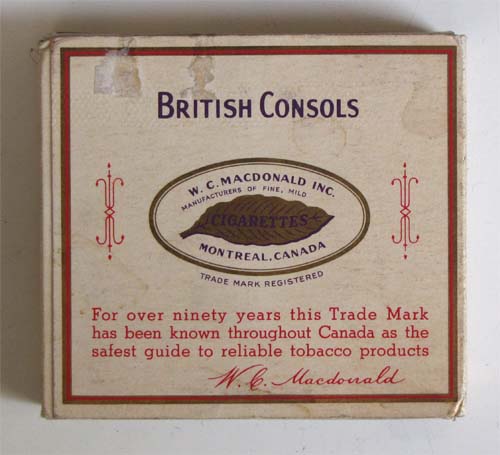 BRITISH CONSOLS
W. C. MACDONALD INC.
MANUFACTURERS OF FINE, MILD
CIGARETTES
MONTREAL, CANADA
TRADE MARK REGISTERED
For over ninety years this Trade Mark
has been known throughout Canada as the
safest guide to reliable tobacco products
W. C. Macdonald